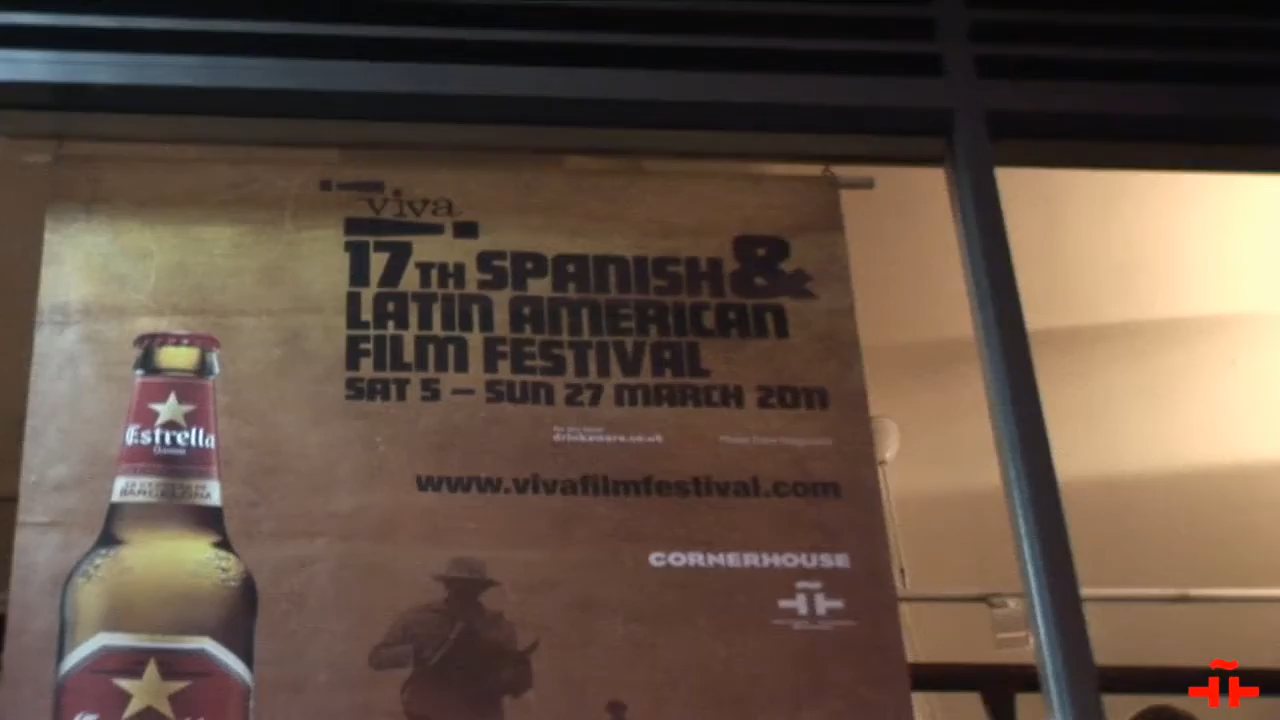 viva
17TH SPANISH &
LATIN AMERICAN
FILM FESTIVAL
SAT 5 – SUN 27 MARCH 2011
drinkaware.co.uk
www.vivafilmfestival.com
CORNERHOUSE
Estrella
Damm
BARCELONA